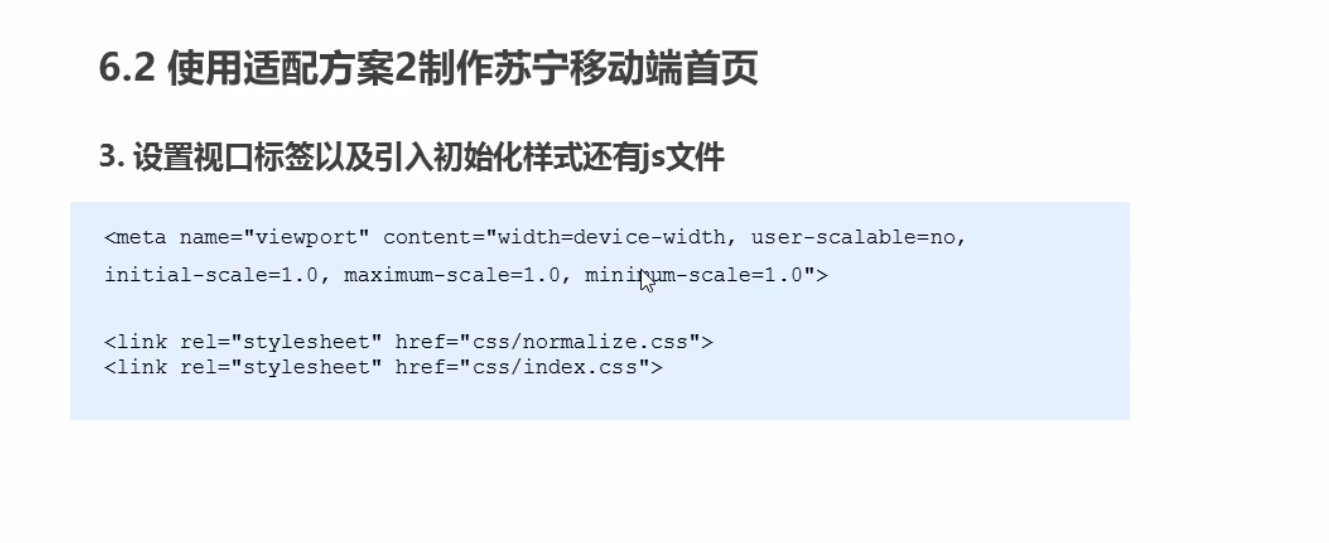 6.2 使用适配方案2制作苏宁移动端首页
3. 设置视口标签以及引入初始化样式还有js文件
<meta name="viewport" content="width=device-width, user-scalable=no,
initial-scale=1.0, maximum-scale=1.0, minimum-scale=1.0">
<link rel="stylesheet" href="css/normalize.css">
<link rel="stylesheet" href="css/index.css">